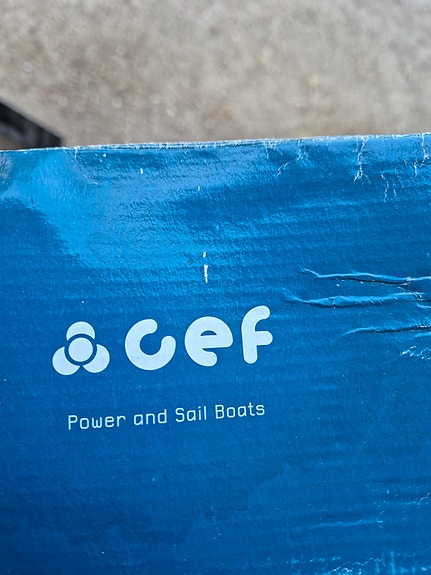 cef
Power and Sail Boats